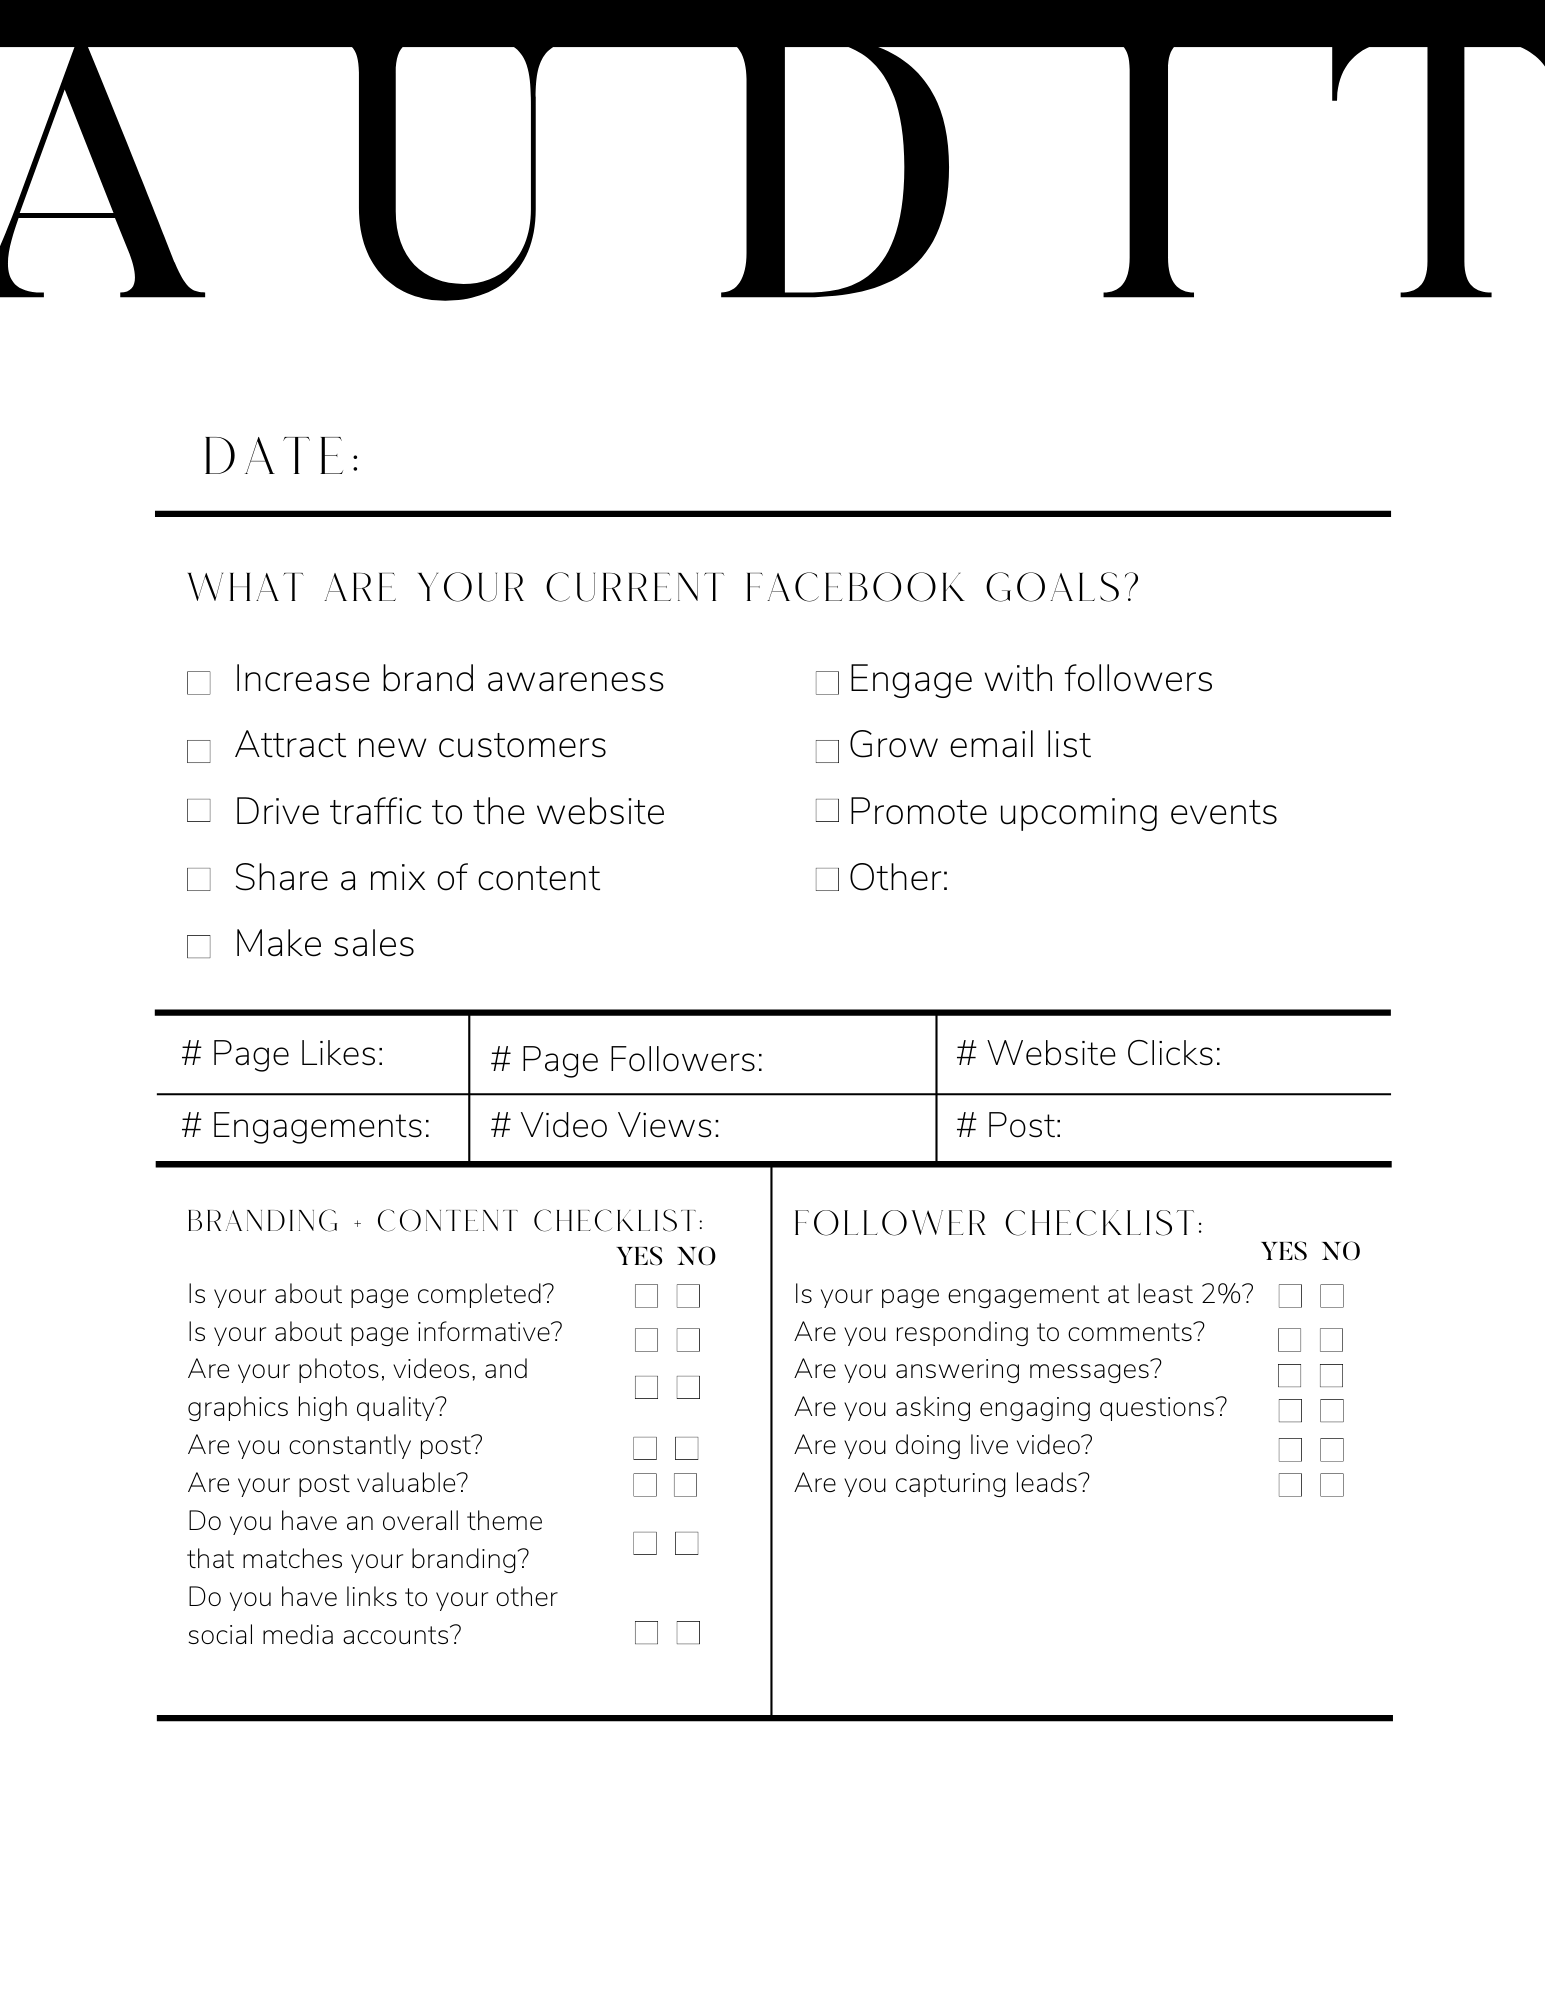 AUDIT
DATE:
WHAT ARE YOUR CURRENT FACEBOOK GOALS?
Increase brand awareness
Attract new customers
Drive traffic to the website
Share a mix of content
Make sales
Engage with followers
Grow email list
Promote upcoming events
Other:
# Page Likes:
# Page Followers:
# Website Clicks:
# Engagements:
# Video Views:
# Post:
BRANDING + CONTENT CHECKLIST:
YES NO
Is your about page completed?
Is your about page informative?
Are your photos, videos, and
graphics high quality?
Are you constantly post?
Are your post valuable?
Do you have an overall theme
that matches your branding?
Do you have links to your other
social media accounts?
FOLLOWER CHECKLIST:
YES NO
Is your page engagement at least 2%?
Are you responding to comments?
Are you answering messages?
Are you asking engaging questions?
Are you doing live video?
Are you capturing leads?